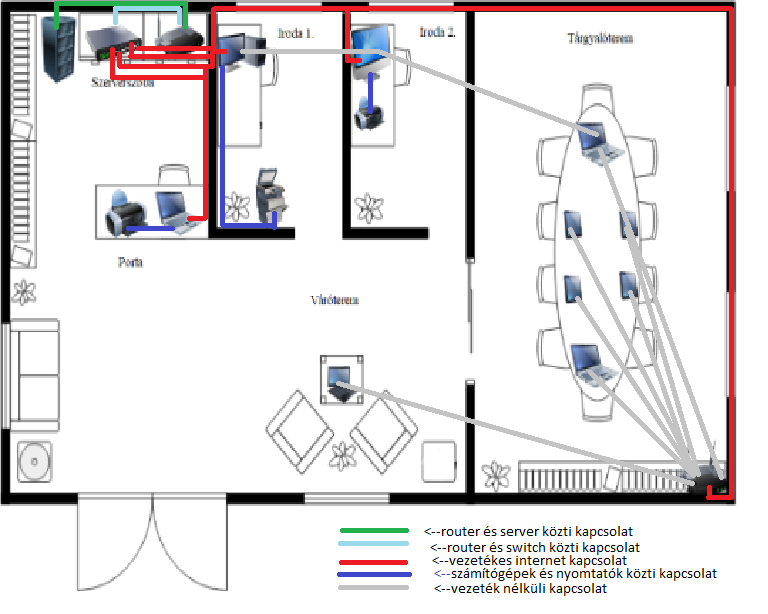 Iroda 1.
Iroda 2.
Tárgyalóterem
Szerverszoba
Porta
Váróterem
<--router és server közti kapcsolat
<--router és switch közti kapcsolat
<--vezetékes internet kapcsolat
<--számítógépek és nyomtatók közti kapcsolat
<--vezeték nélküli kapcsolat